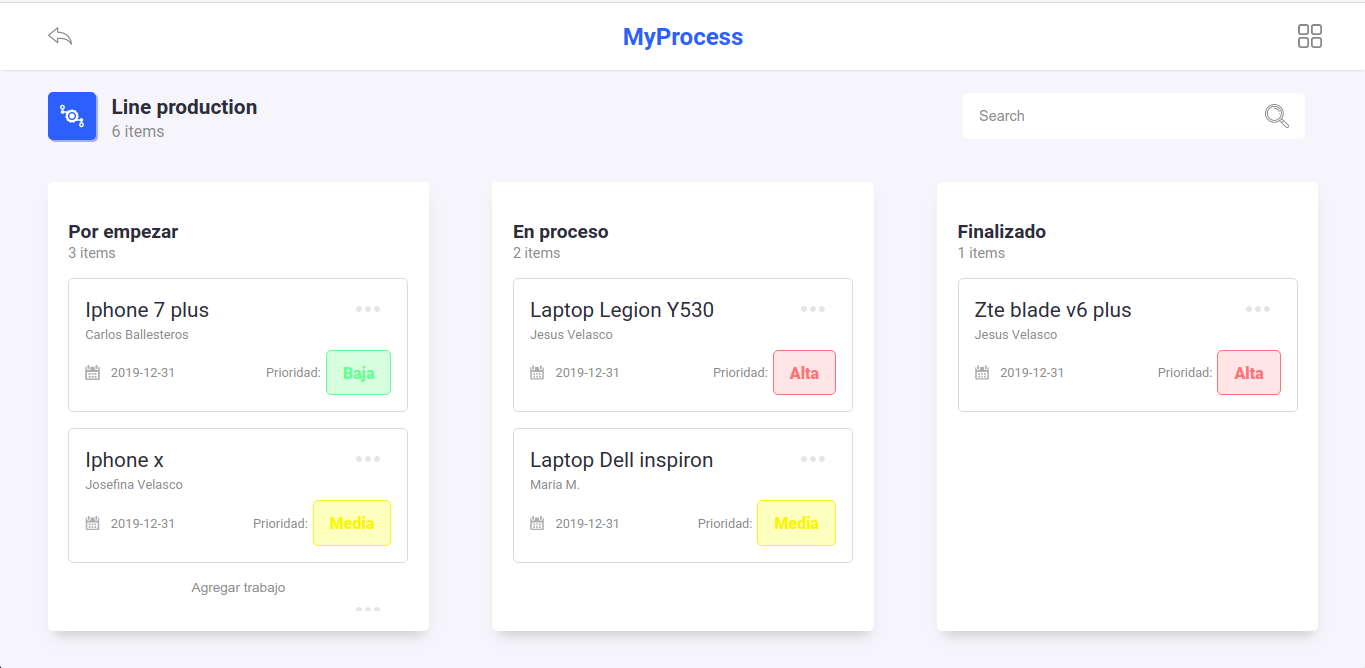 MyProcess
Line production
6 items
Search
Por empezar
3 items
Iphone 7 plus
Carlos Ballesteros
2019-12-31 Prioridad: Baja
Iphone x
Josefina Velasco
2019-12-31 Prioridad: Media
Agregar trabajo
En proceso
2 items
Laptop Legion Y530
Jesus Velasco
2019-12-31 Prioridad: Alta
Laptop Dell inspiron
Maria M.
2019-12-31 Prioridad: Media
Finalizado
1 items
Zte blade v6 plus
Jesus Velasco
2019-12-31 Prioridad: Alta